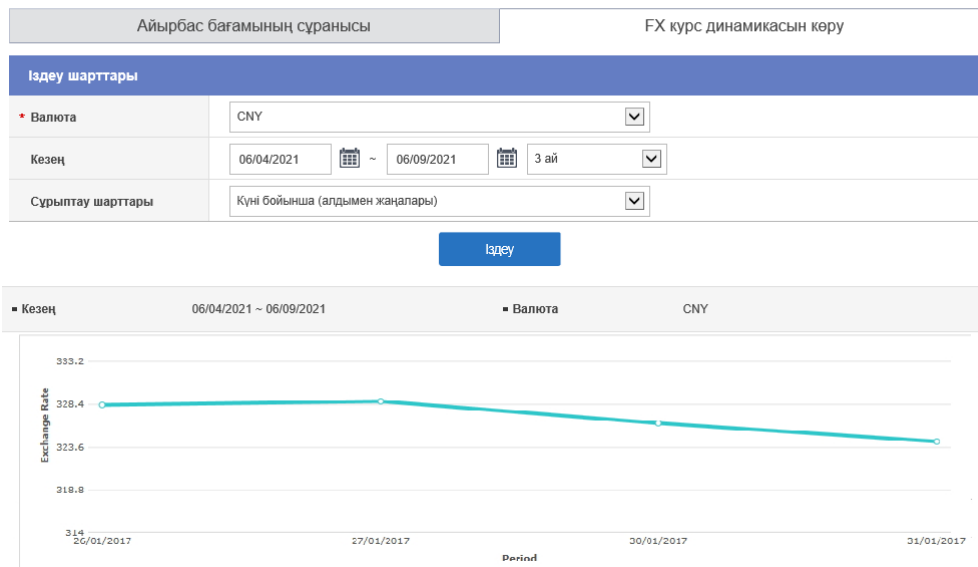 Айырбас бағамының сұранысы FX курс динамикасын көру
Іздеу шарттары
* Валюта CNY
Кезең 06/04/2021 ~ 06/09/2021 3 ай
Сұрыптау шарттары Күні бойынша (алдымен жаңалары)
Іздеу
Кезең 06/04/2021 ~ 06/09/2021 Валюта CNY
333.2
328.4
323.6
318.8
314
Exchange Rate
26/01/2017 27/01/2017 30/01/2017 31/01/2017
Period